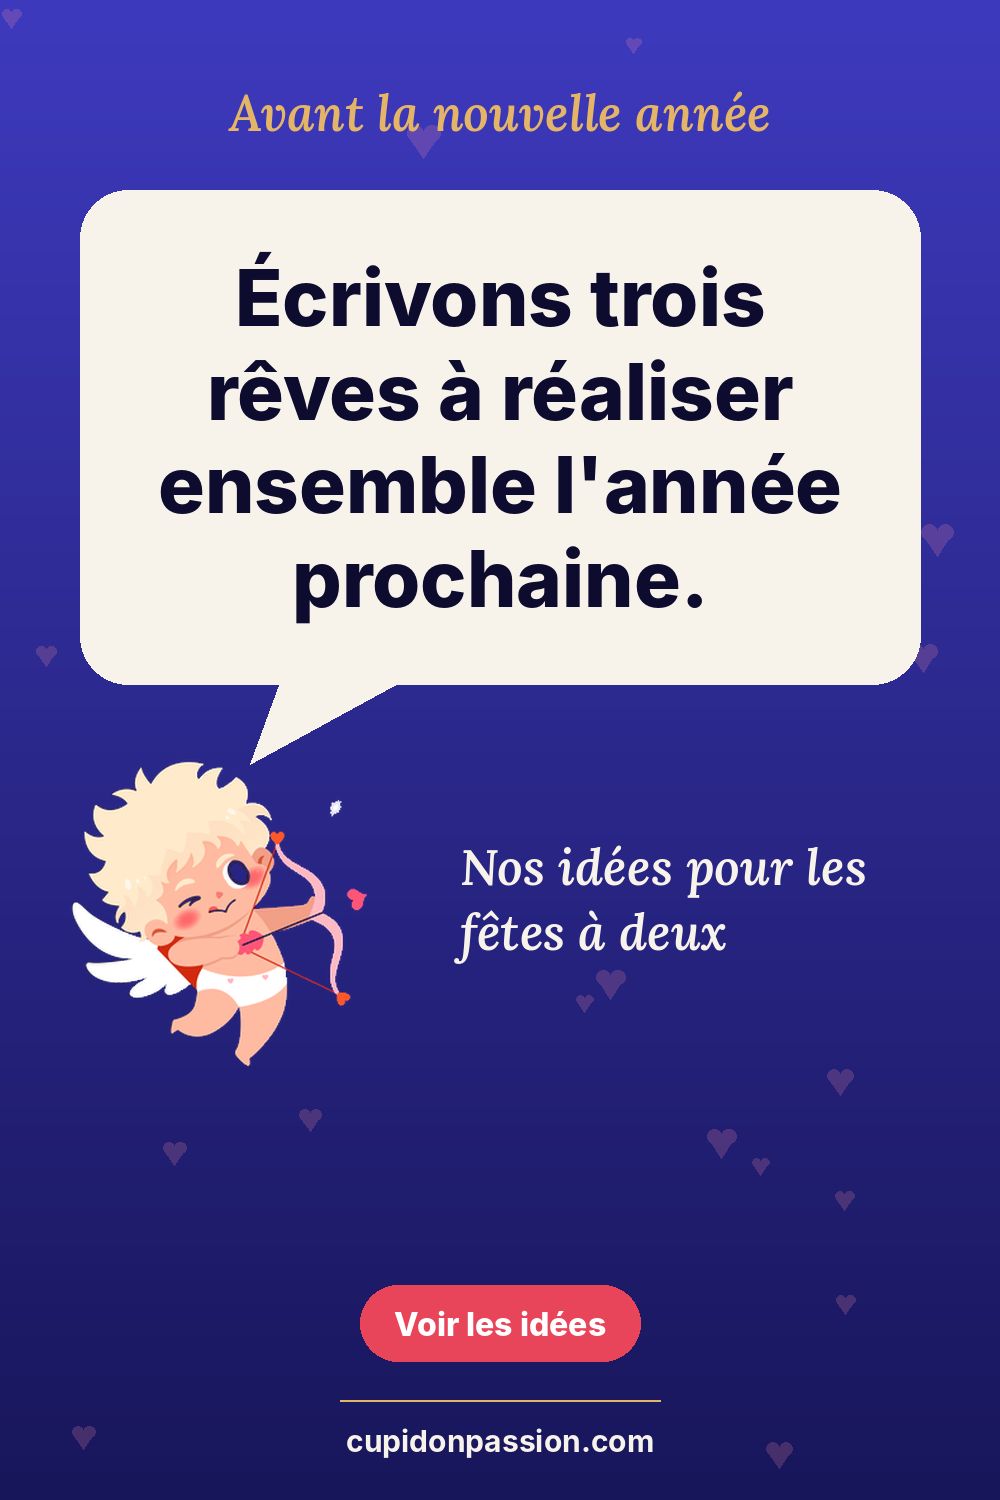 Avant la nouvelle année
Écrivons trois
rêves à réaliser
ensemble l'année
prochaine.
Nos idées pour les
fêtes à deux
Voir les idées
cupidonpassion.com